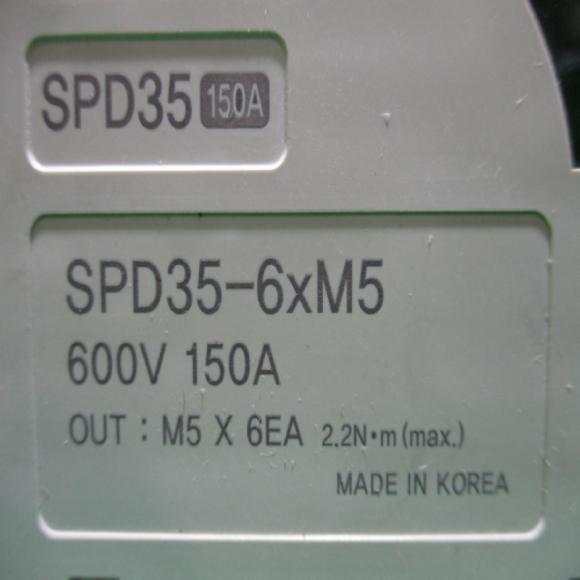 SPD35 150A
SPD35-6xM5
600V 150A
OUT : M5 X 6EA 2.2N·m (max.)
MADE IN KOREA